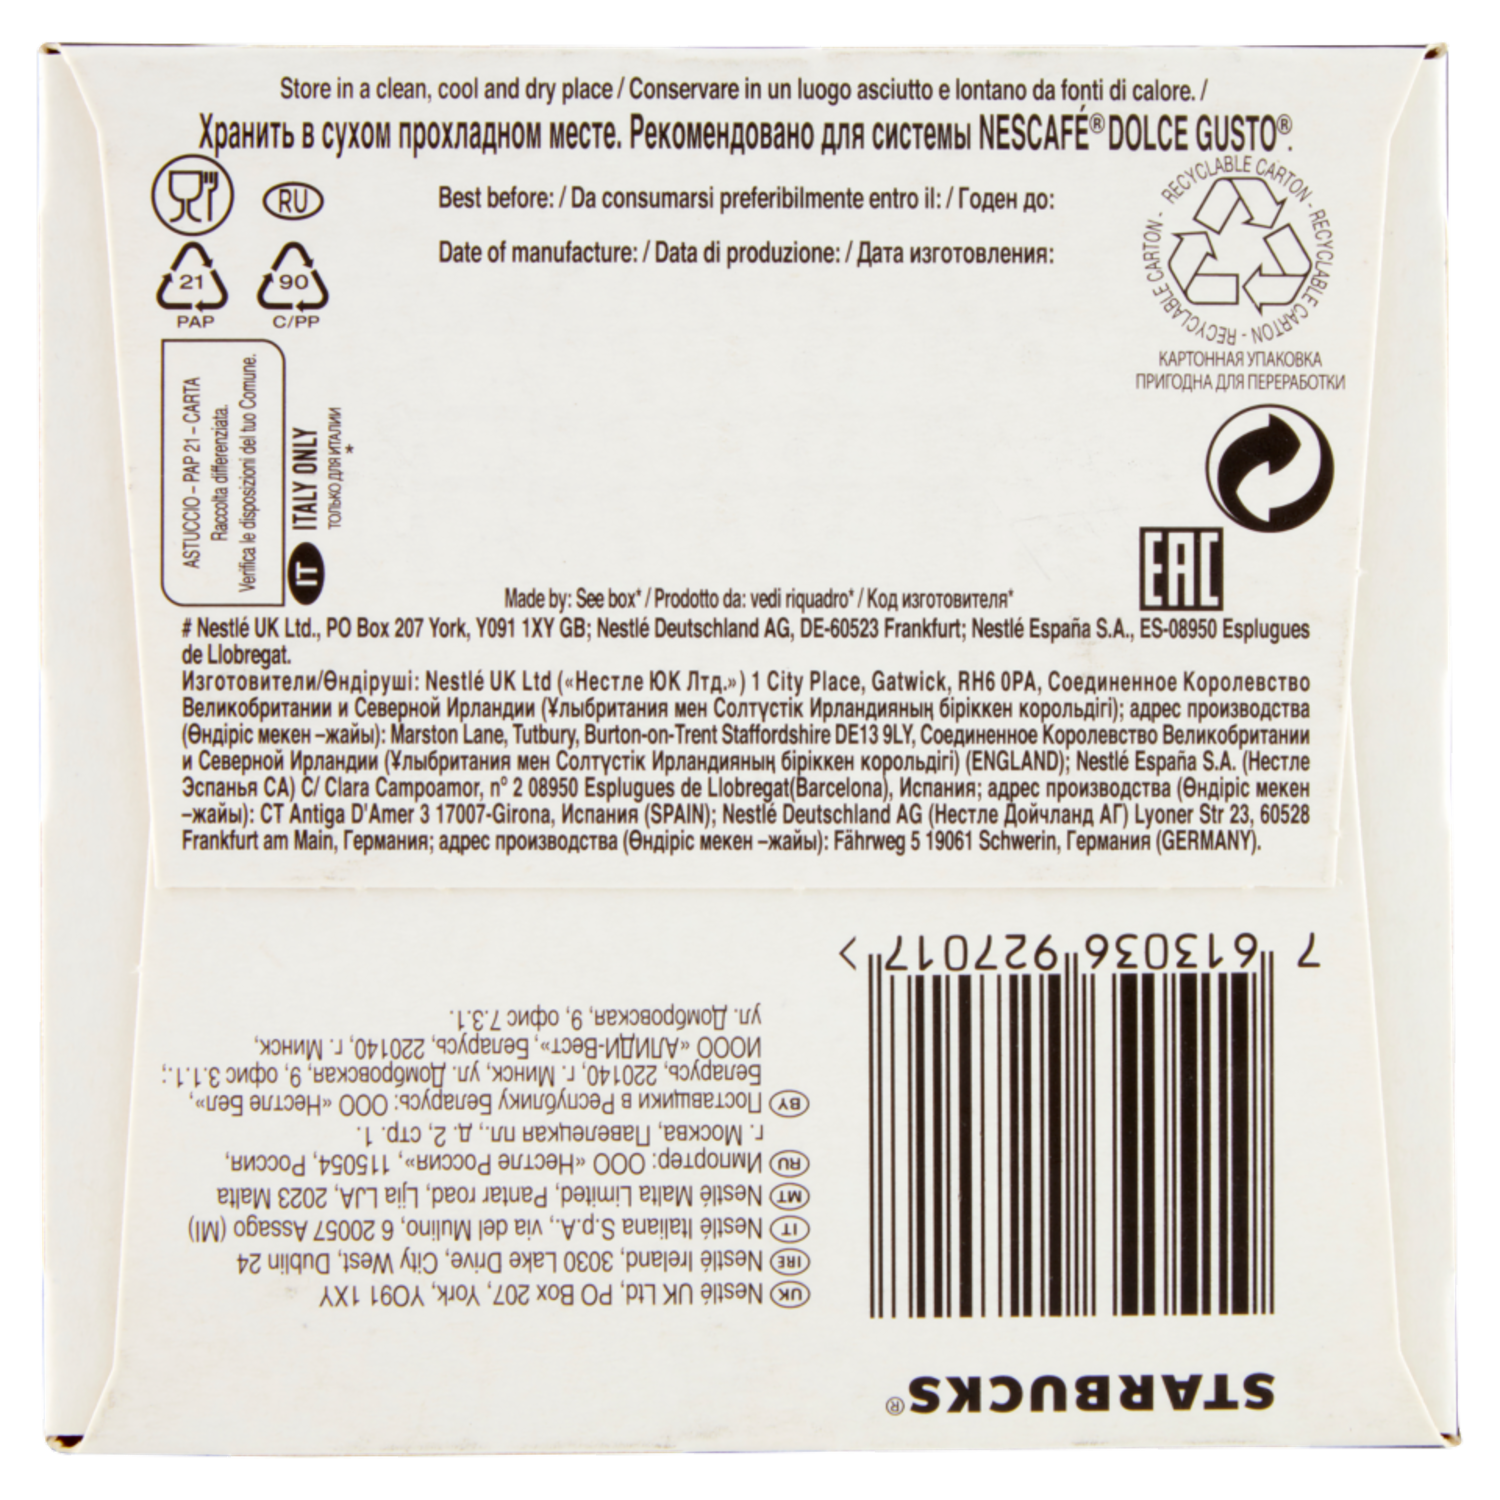 Store in a clean, cool and dry place / Conservare in un luogo asciutto e lontano da fonti di calore. /
Хранить в сухом прохладном месте. Рекомендовано для системы NESCAFÉ® DOLCE GUSTO®.
RU
Best before: / Da consumarsi preferibilmente entro il: / Годен до:
Date of manufacture: / Data di produzione: / Дата изготовления:
21
PAP
90
C/PP
RECYCLABLE CARTON - RECYCLABLE CARTON - RECYCLABLE CARTON -
КАРТОННАЯ УПАКОВКА
ПРИГОДНА ДЛЯ ПЕРЕРАБОТКИ
ASTUCCIO – PAP 21 – CARTA
Raccolta differenziata.
Verifica le disposizioni del tuo Comune.
IT ITALY ONLY
ТОЛЬКО ДЛЯ ИТАЛИИ
*
EAC
Made by: See box* / Prodotto da: vedi riquadro* / Код изготовителя*
# Nestlé UK Ltd., PO Box 207 York, Y091 1XY GB; Nestlé Deutschland AG, DE-60523 Frankfurt; Nestlé España S.A., ES-08950 Esplugues
de Llobregat.
Изготовители/Өндіруші: Nestlé UK Ltd («Нестле ЮК Лтд.») 1 City Place, Gatwick, RH6 0PA, Соединенное Королевство
Великобритании и Северной Ирландии (Ұлыбритания мен Солтүстік Ирландияның біріккен корольдігі); адрес производства
(Өндіріс мекен –жайы): Marston Lane, Tutbury, Burton-on-Trent Staffordshire DE13 9LY, Соединенное Королевство Великобритании
и Северной Ирландии (Ұлыбритания мен Солтүстік Ирландияның біріккен корольдігі) (ENGLAND); Nestlé España S.A. (Нестле
Эспанья СА) C/ Clara Campoamor, n° 2 08950 Esplugues de Llobregat(Barcelona), Испания; адрес производства (Өндіріс мекен
–жайы): CT Antiga D'Amer 3 17007-Girona, Испания (SPAIN); Nestlé Deutschland AG (Нестле Дойчланд АГ) Lyoner Str 23, 60528
Frankfurt am Main, Германия; адрес производства (Өндіріс мекен –жайы): Fährweg 5 19061 Schwerin, Германия (GERMANY).
STARBUCKS®
UK Nestlé UK Ltd, PO Box 207, York, YO91 1XY
IRE Nestlé Ireland, 3030 Lake Drive, City West, Dublin 24
IT Nestlé Italiana S.p.A., via del Mulino, 6 20057 Assago (MI)
MT Nestlé Malta Limited, Pantar road, Lija LJA, 2023 Malta
RU Импортер: ООО «Нестле Россия», 115054, Россия,
г. Москва, Павелецкая пл., д. 2, стр. 1.
BY Поставщики в Республику Беларусь: ООО «Нестле Бел»,
Беларусь, 220140, г. Минск, ул. Домбровская, 9, офис 3.1.1.;
ИООО «АЛИДИ-Вест», Беларусь, 220140, г. Минск,
ул. Домбровская, 9, офис 7.3.1.
7 613036 927017 >